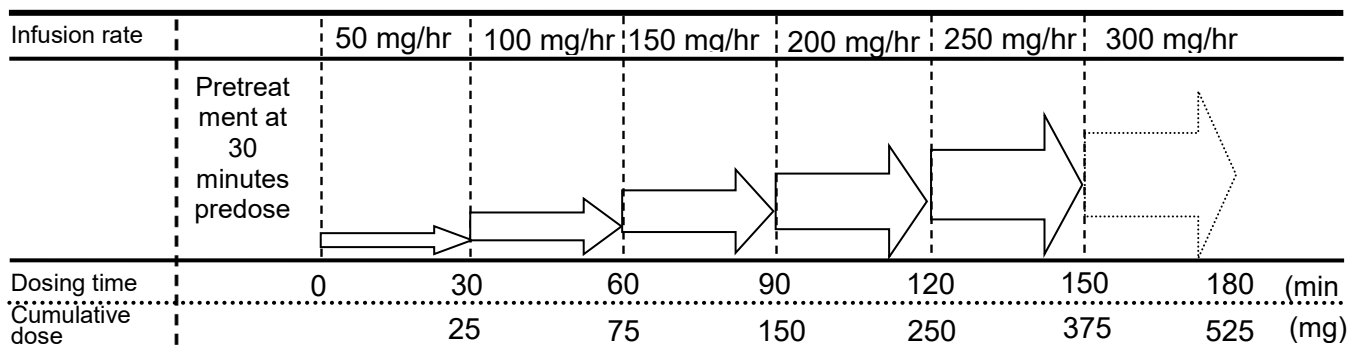 Infusion rate 50 mg/hr 100 mg/hr 150 mg/hr 200 mg/hr 250 mg/hr 300 mg/hr
Pretreat
ment at
30
minutes
predose
Dosing time 0 30 60 90 120 150 180 (min
Cumulative
dose 25 75 150 250 375 525 (mg)